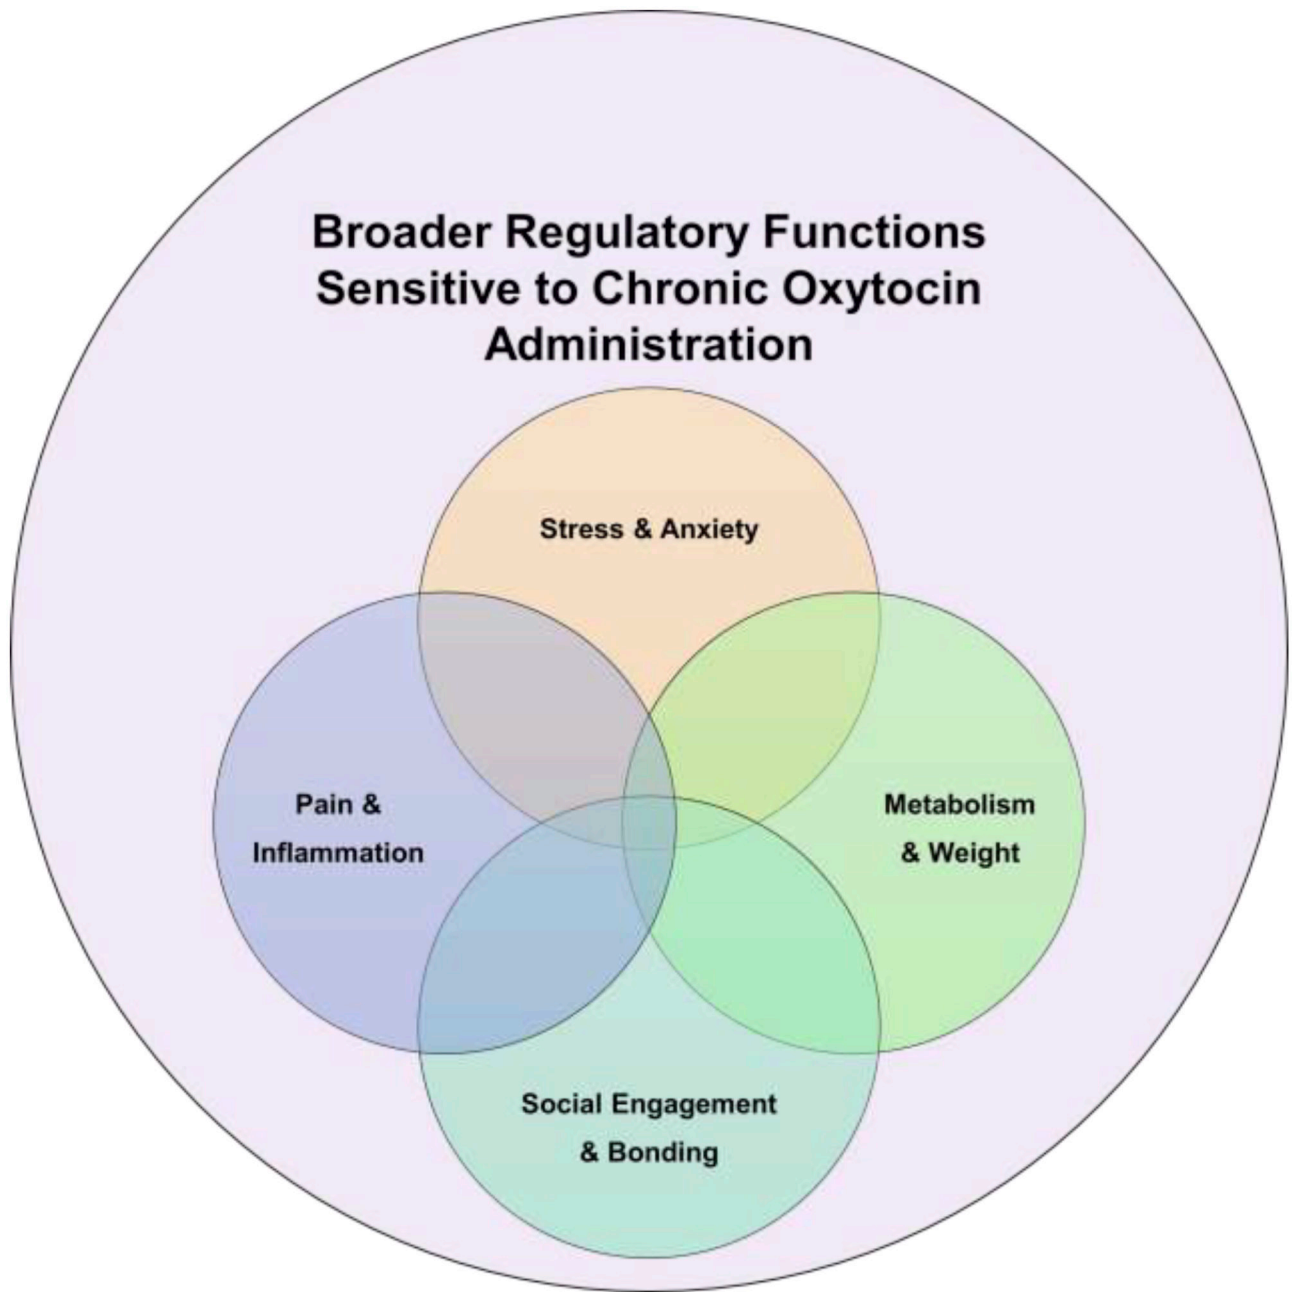 Broader Regulatory Functions
Sensitive to Chronic Oxytocin
Administration
Stress & Anxiety
Pain &
Inflammation
Metabolism
& Weight
Social Engagement
& Bonding